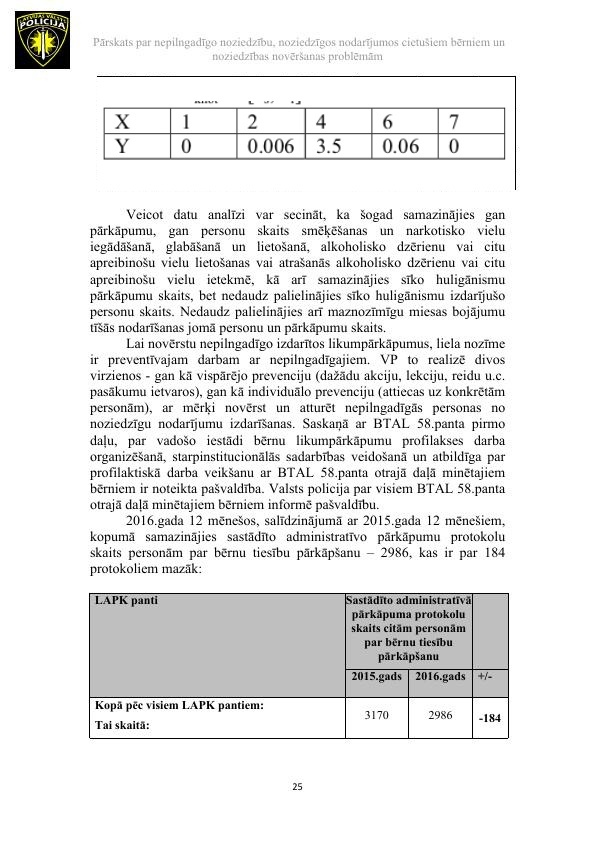 LATVIJAS VALSTS
POLICIJA
Pārskats par nepilngadīgo noziedzību, noziedzīgos nodarījumos cietušiem bērniem un
noziedzības novēršanas problēmām
X 1 2 4 6 7
Y 0 0.006 3.5 0.06 0
Veicot datu analīzi var secināt, ka šogad samazinājies gan
pārkāpumu, gan personu skaits smēķēšanas un narkotisko vielu
iegādāšanā, glabāšanā un lietošanā, alkoholisko dzērienu vai citu
apreibinošu vielu lietošanas vai atrašanās alkoholisko dzērienu vai citu
apreibinošu vielu ietekmē, kā arī samazinājies sīko huligānismu
pārkāpumu skaits, bet nedaudz palielinājies sīko huligānismu izdarījušo
personu skaits. Nedaudz palielinājies arī maznozīmīgu miesas bojājumu
tīšās nodarīšanas jomā personu un pārkāpumu skaits.
Lai novērstu nepilngadīgo izdarītos likumpārkāpumus, liela nozīme
ir preventīvajam darbam ar nepilngadīgajiem. VP to realizē divos
virzienos - gan kā vispārējo prevenciju (dažādu akciju, lekciju, reidu u.c.
pasākumu ietvaros), gan kā individuālo prevenciju (attiecas uz konkrētām
personām), ar mērķi novērst un atturēt nepilngadīgās personas no
noziedzīgu nodarījumu izdarīšanas. Saskaņā ar BTAL 58.panta pirmo
daļu, par vadošo iestādi bērnu likumpārkāpumu profilakses darba
organizēšanā, starpinstitucionālās sadarbības veidošanā un atbildīga par
profilaktiskā darba veikšanu ar BTAL 58.panta otrajā daļā minētajiem
bērniem ir noteikta pašvaldība. Valsts policija par visiem BTAL 58.panta
otrajā daļā minētajiem bērniem informē pašvaldību.
2016.gada 12 mēnešos, salīdzinājumā ar 2015.gada 12 mēnešiem,
kopumā samazinājies sastādīto administratīvo pārkāpumu protokolu
skaits personām par bērnu tiesību pārkāpšanu – 2986, kas ir par 184
protokoliem mazāk:
LAPK panti
Sastādīto administratīvā
pārkāpuma protokolu
skaits citām personām
par bērnu tiesību
pārkāpšanu
2015.gads 2016.gads +/-
Kopā pēc visiem LAPK pantiem:
Tai skaitā:
3170 2986 -184
25